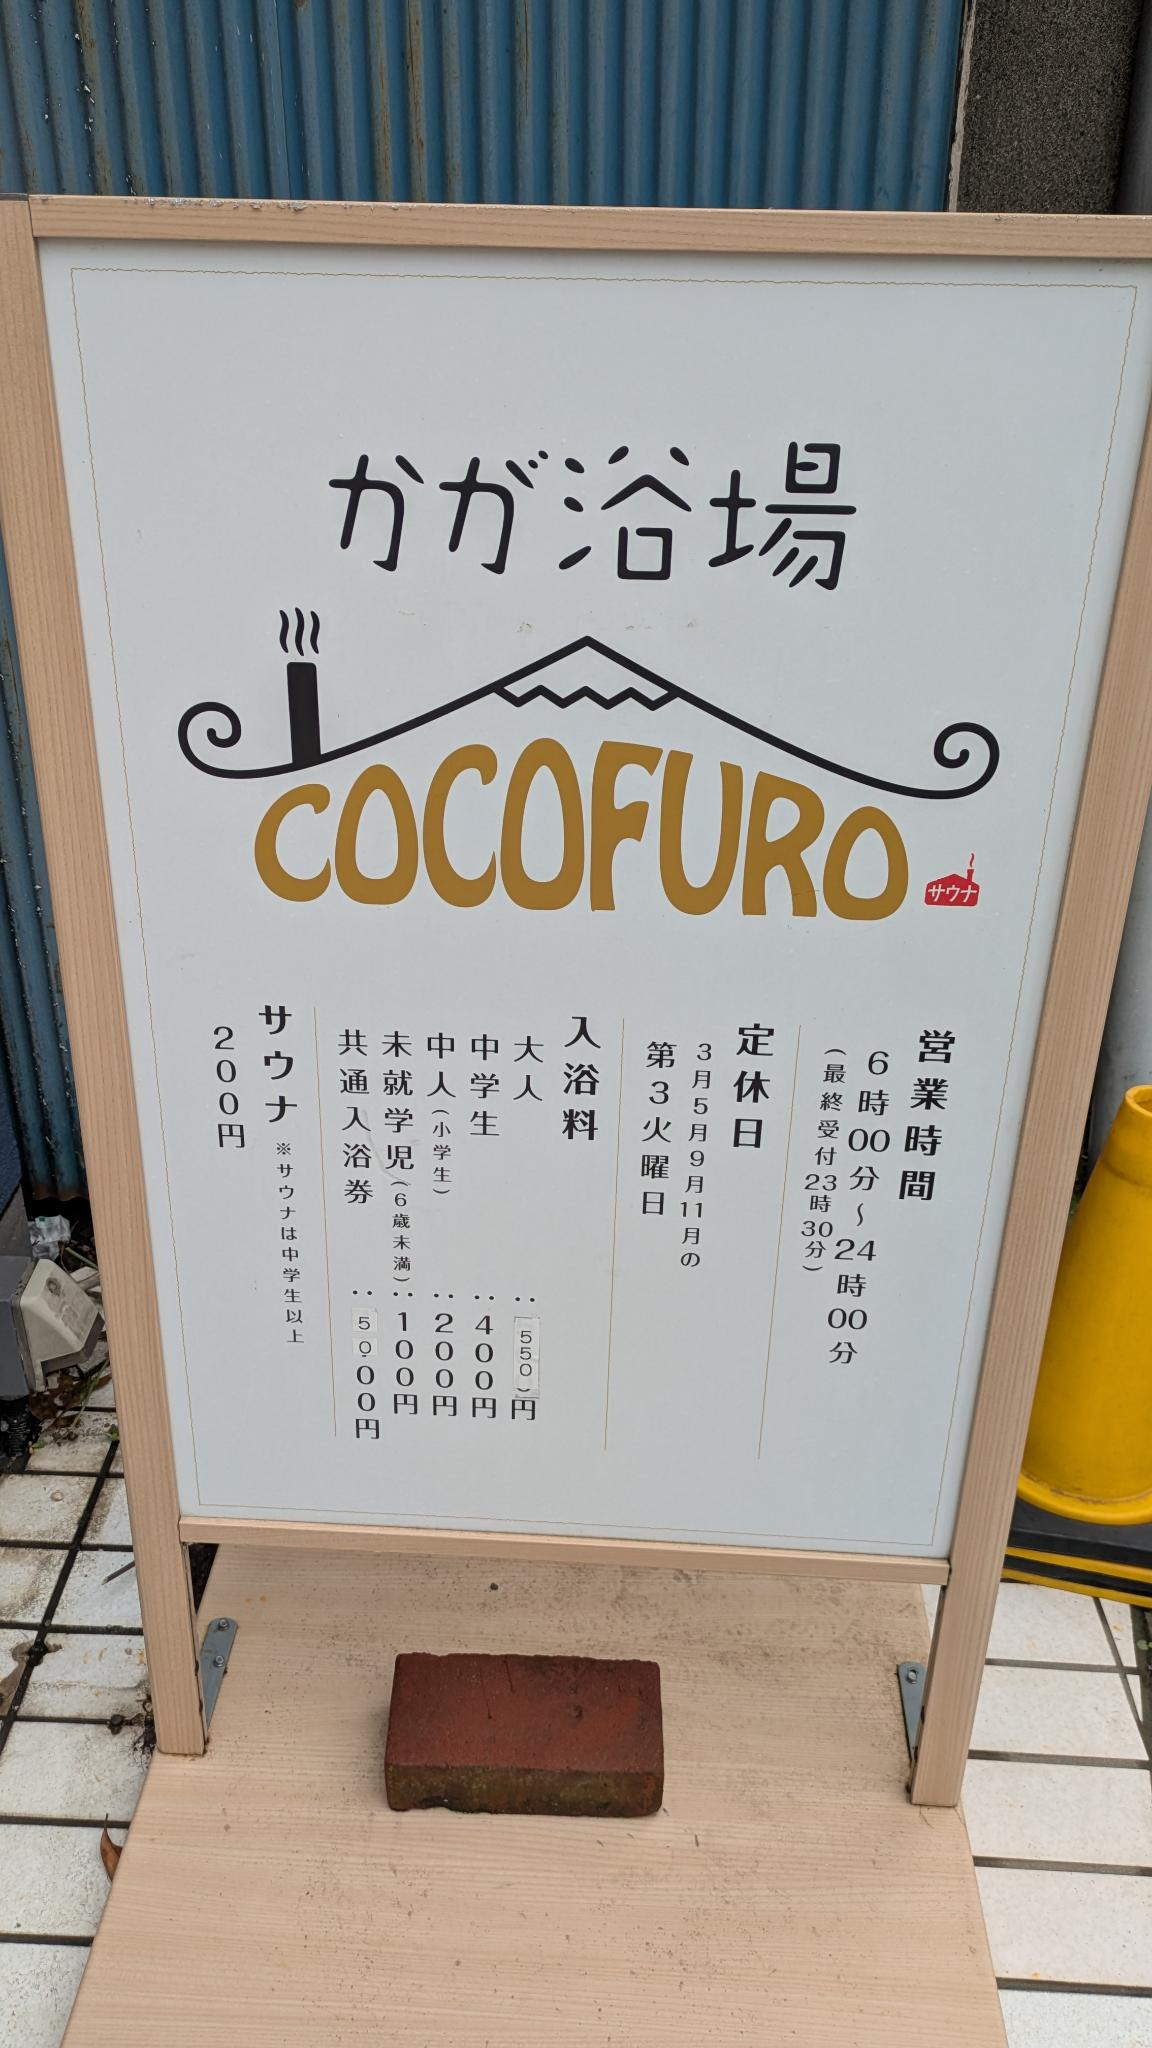 かが浴場
COCOFURO
サウナ
営業時間
6時00分～24時00分
(最終受付23時30分)
定休日
3月5月9月11月の
第3火曜日
入浴料
大人‥550円
中学生‥400円
中人(小学生)‥200円
未就学児(6歳未満)‥100円
共通入浴券‥5000円
サウナ ※サウナは中学生以上
200円